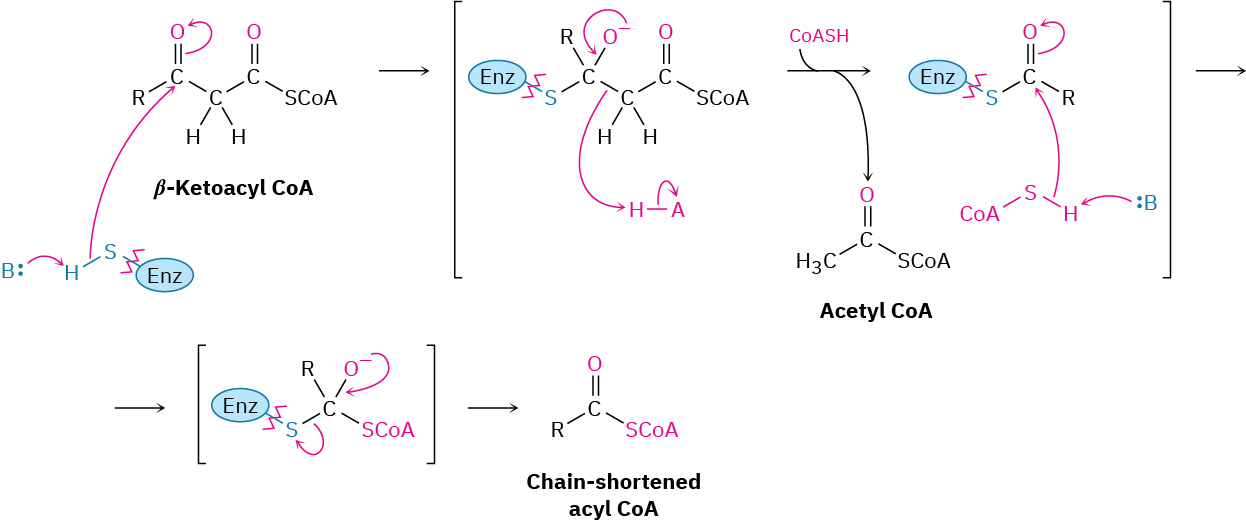 O O
R C C SCoA
C
H H
β-Ketoacyl CoA
B: H S Enz
R O− O
Enz S C C SCoA
C
H H
H—A
CoASH
O
H3C C SCoA
Acetyl CoA
O
Enz S C R
CoA S H :B
R O−
Enz S C SCoA
O
R C SCoA
Chain-shortened
acyl CoA